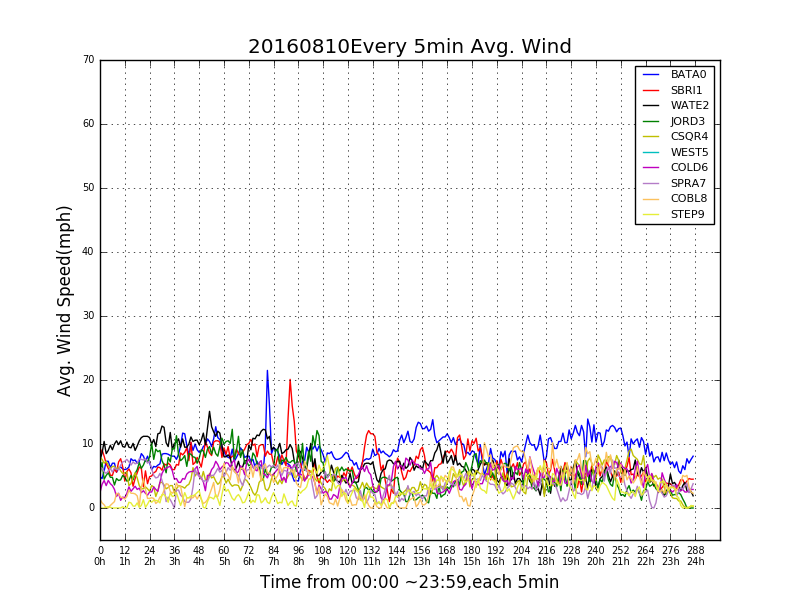 20160810Every 5min Avg. Wind
70
60
50
40
30
20
10
0
Avg. Wind Speed(mph)
BATA0
SBRI1
WATE2
JORD3
CSQR4
WEST5
COLD6
SPRA7
COBL8
STEP9
0 12 24 36 48 60 72 84 96 108 120 132 144 156 168 180 192 204 216 228 240 252 264 276 288
0h 1h 2h 3h 4h 5h 6h 7h 8h 9h 10h 11h 12h 13h 14h 15h 16h 17h 18h 19h 20h 21h 22h 23h 24h
Time from 00:00 ~23:59,each 5min